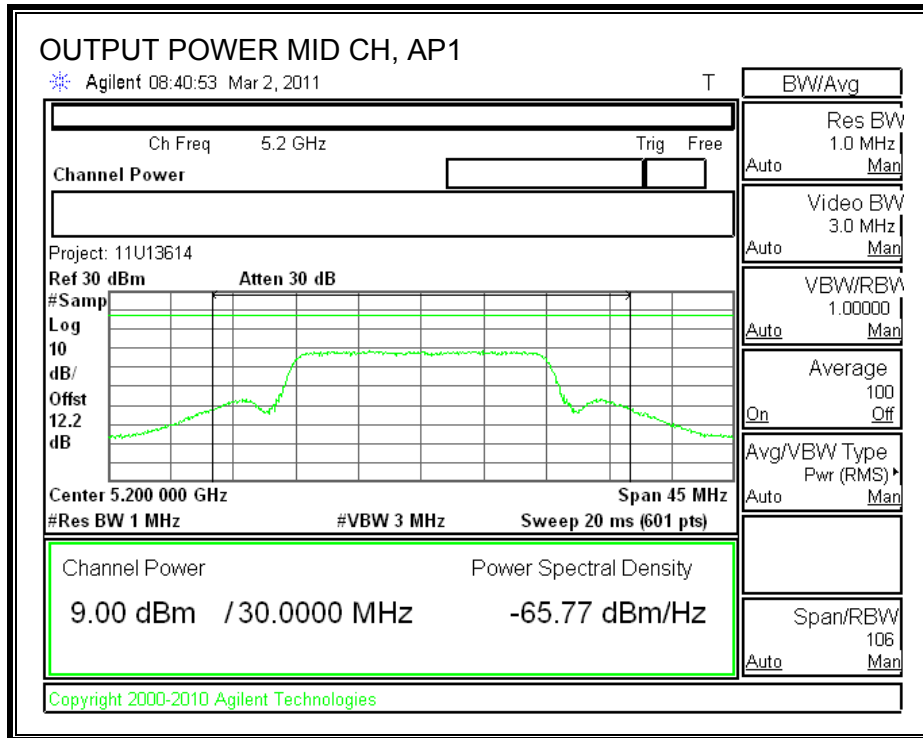 OUTPUT POWER MID CH, AP1
Agilent 08:40:53 Mar 2, 2011 T
Ch Freq 5.2 GHz Trig Free
Channel Power
Project: 11U13614
Ref 30 dBm Atten 30 dB
#Samp
Log
10
dB/
Offst
12.2
dB
Center 5.200 000 GHz Span 45 MHz
#Res BW 1 MHz #VBW 3 MHz Sweep 20 ms (601 pts)
Channel Power Power Spectral Density
9.00 dBm / 30.0000 MHz -65.77 dBm/Hz
Copyright 2000-2010 Agilent Technologies
BW/Avg
Res BW
1.0 MHz
Auto Man
Video BW
3.0 MHz
Auto Man
VBW/RBW
1.00000
Auto Man
Average
100
On Off
Avg/VBW Type
Pwr (RMS)
Auto Man
Span/RBW
106
Auto Man